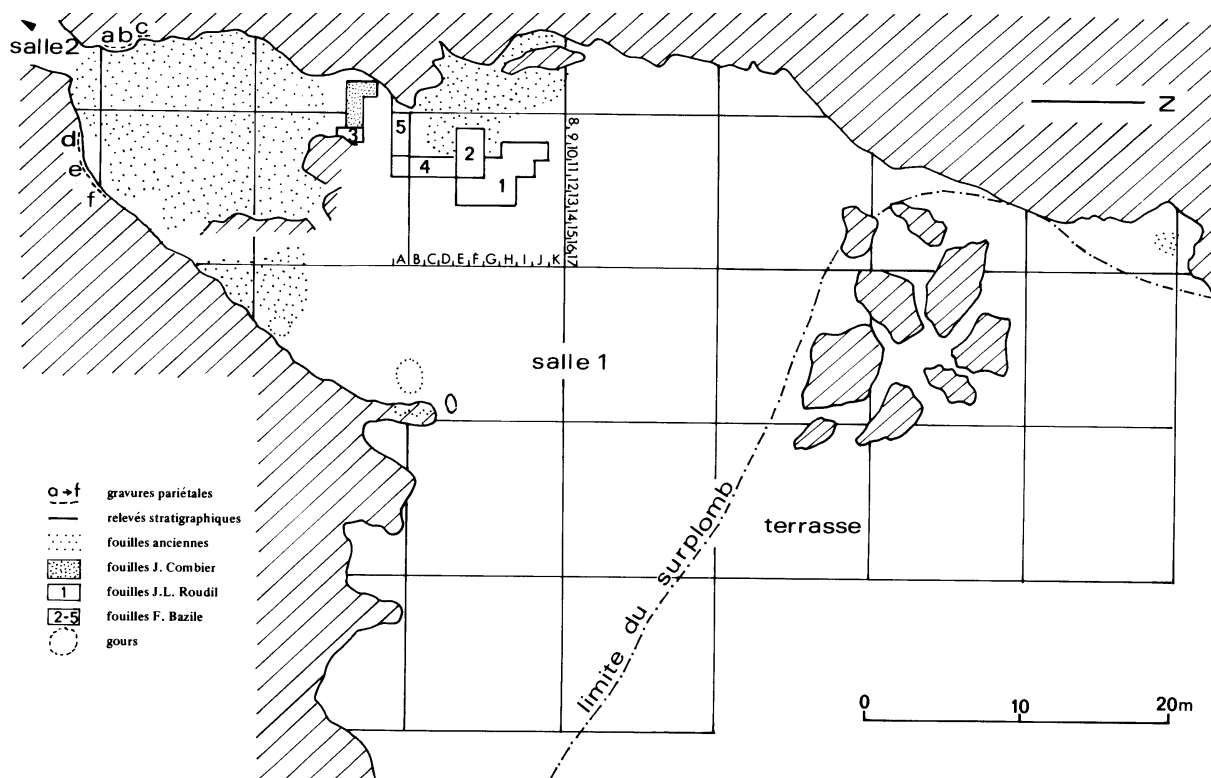 abc
salle2
Z
8, 9, 10, 11, 12, 13, 14, 15, 16, 17
5
3
2
4
1
d
e
f
A B C D E F G H I J K
salle 1
limite du surplomb
terrasse
a→f gravures pariétales
relevés stratigraphiques
fouilles anciennes
fouilles J. Combier
1 fouilles J.L. Roudil
2-5 fouilles F. Bazile
gours
0 10 20m